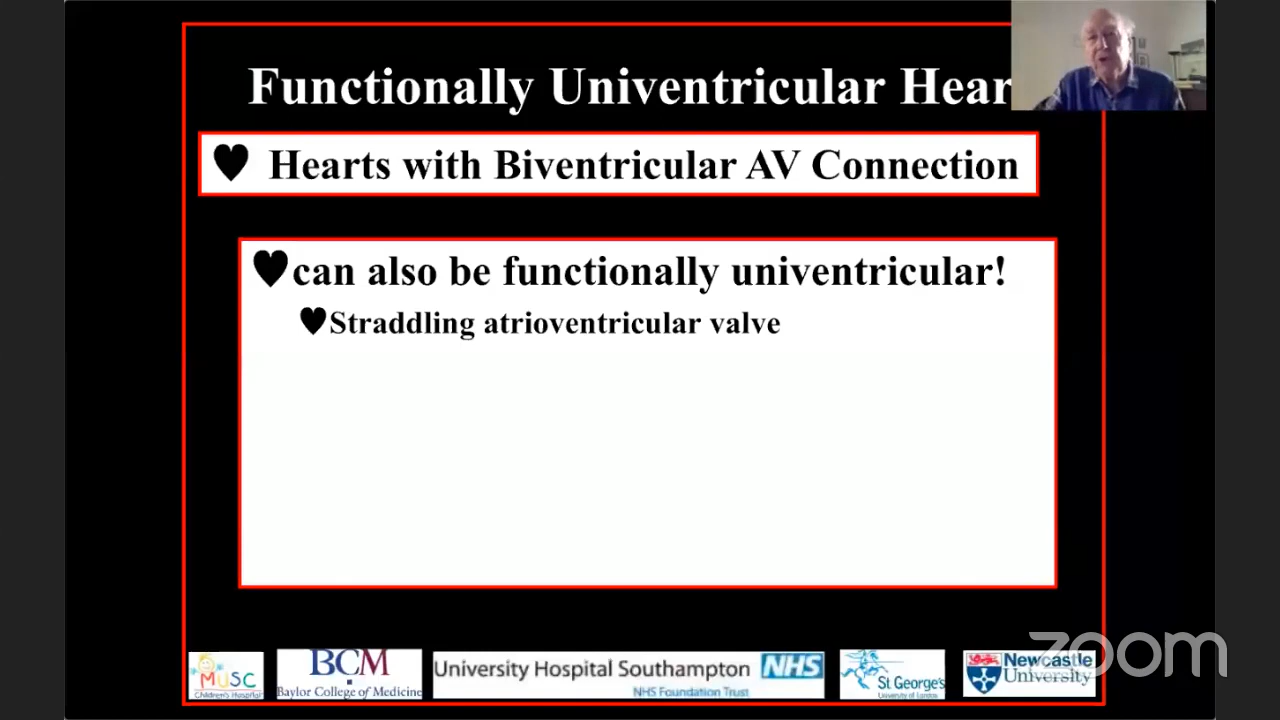 Functionally Univentricular Hear
Hearts with Biventricular AV Connection
can also be functionally univentricular!
Straddling atrioventricular valve
MUSC
Children's Hospital
BCM
Baylor College of Medicine
University Hospital Southampton NHS
NHS Foundation Trust
St George's
University of London
Newcastle
University
zoom